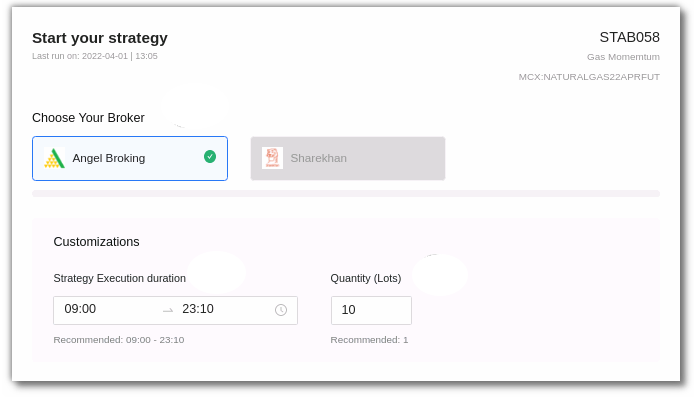 Start your strategy
STAB058
Last run on: 2022-04-01 | 13:05
Gas Momemtum
MCX:NATURALGAS22APRFUT
Choose Your Broker
Angel Broking
Sharekhan
Customizations
Strategy Execution duration
Quantity (Lots)
09:00 → 23:10
10
Recommended: 09:00 - 23:10
Recommended: 1